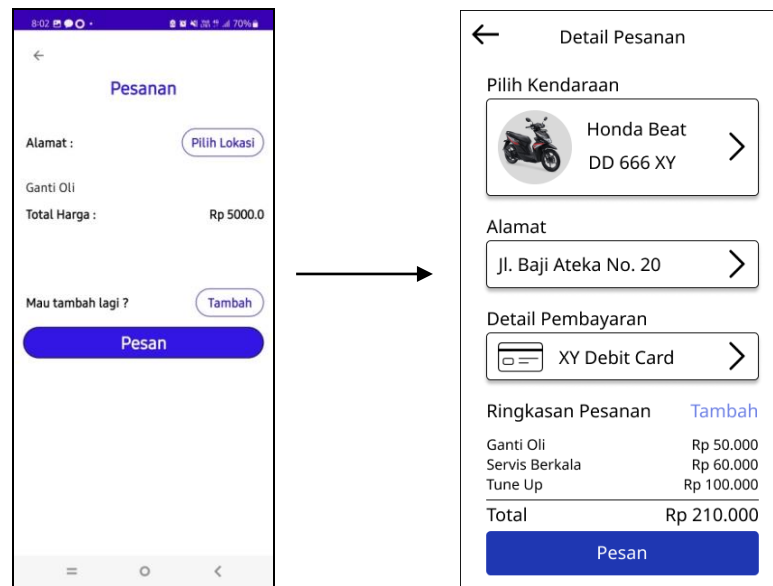 8:02
70%
Pesanan
Alamat :
Pilih Lokasi
Ganti Oli
Total Harga :
Rp 5000.0
Mau tambah lagi ?
Tambah
Pesan
Detail Pesanan
Pilih Kendaraan
Honda Beat
DD 666 XY
Alamat
Jl. Baji Ateka No. 20
Detail Pembayaran
XY Debit Card
Ringkasan Pesanan Tambah
Ganti Oli Rp 50.000
Servis Berkala Rp 60.000
Tune Up Rp 100.000
Total Rp 210.000
Pesan